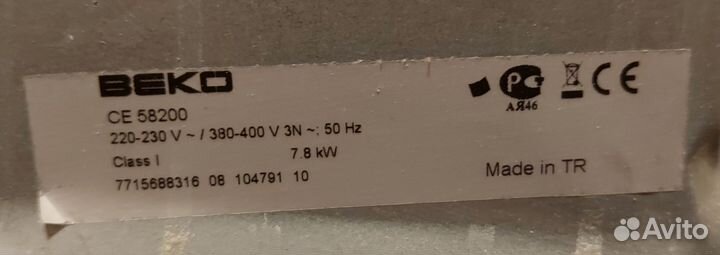 BEKO
CE 58200
220-230 V ~ / 380-400 V 3N ~; 50 Hz
Class I 7.8 kW
7715688316 08 104791 10
РСТ
АЯ46
CE
Made in TR
Avito